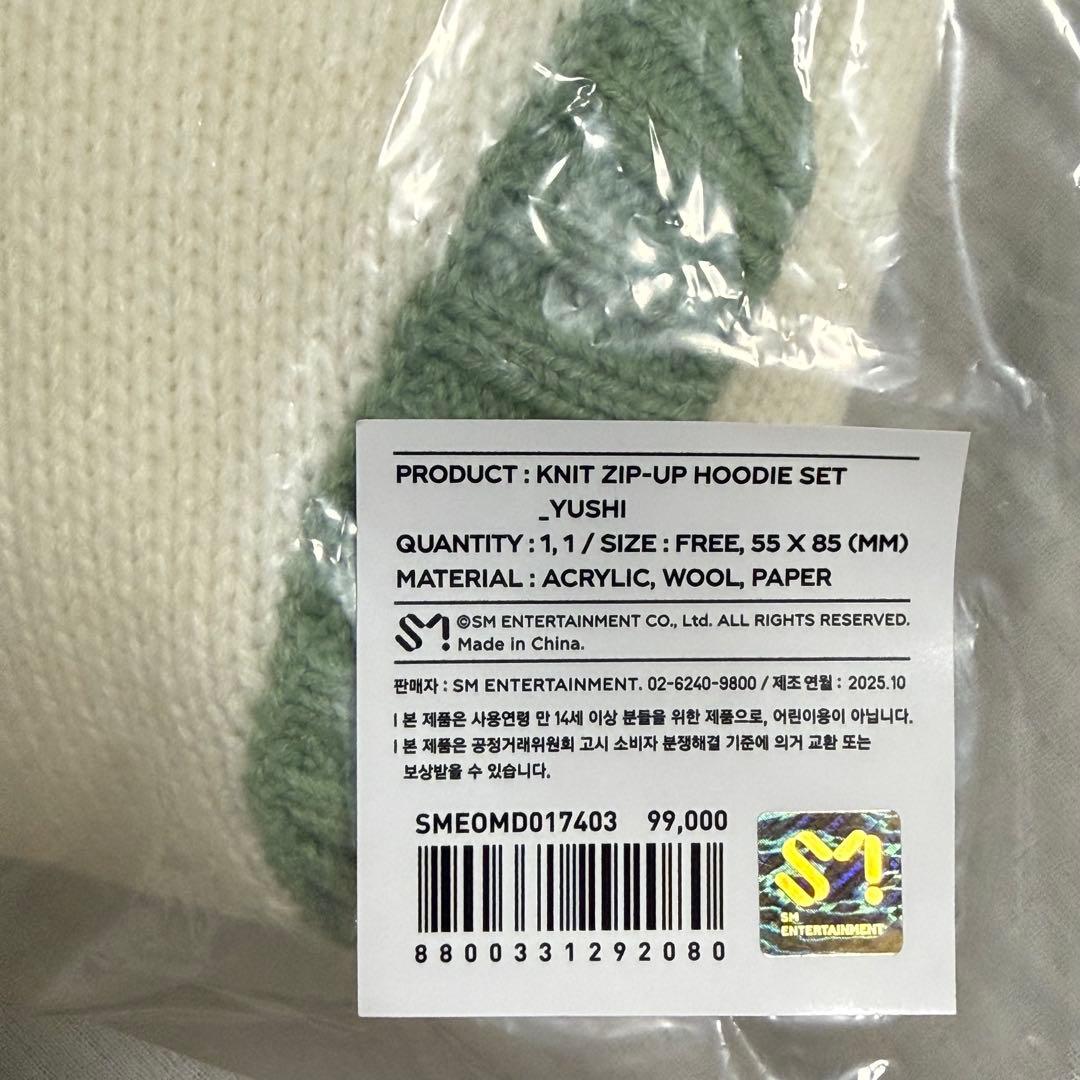 PRODUCT : KNIT ZIP-UP HOODIE SET
_YUSHI
QUANTITY : 1, 1 / SIZE : FREE, 55 X 85 (MM)
MATERIAL : ACRYLIC, WOOL, PAPER
SM! ©SM ENTERTAINMENT CO., Ltd. ALL RIGHTS RESERVED.
Made in China.
판매자 : SM ENTERTAINMENT. 02-6240-9800 / 제조연월 : 2025.10
| 본 제품은 사용연령 만 14세 이상 분들을 위한 제품으로, 어린이용이 아닙니다.
| 본 제품은 공정거래위원회 고시 소비자 분쟁해결 기준에 의거 교환 또는
보상받을 수 있습니다.
SMEOMD017403 99,000
8800331292080
SM!
SM
ENTERTAINMENT